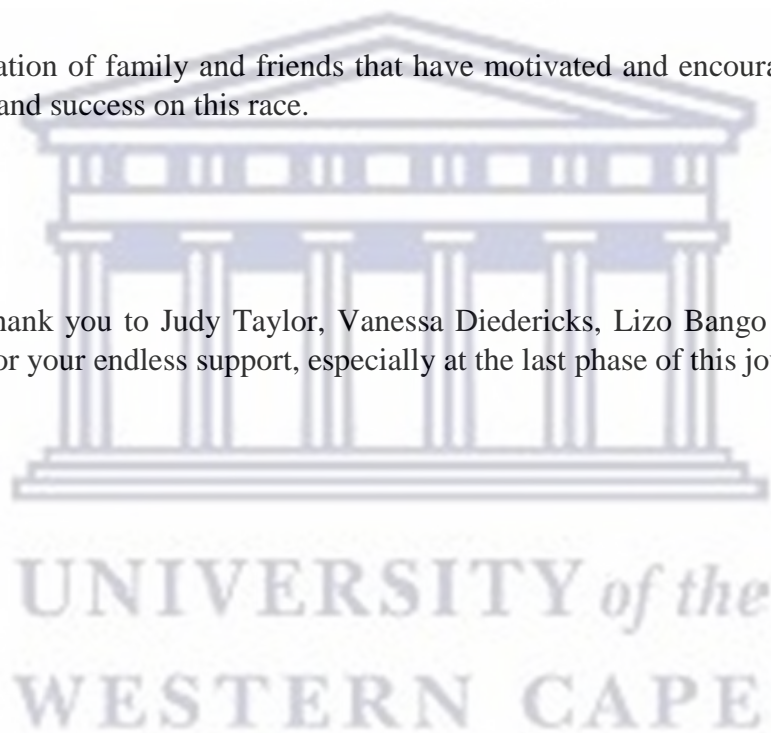 ation of family and friends that have motivated and encoura
and success on this race.
hank you to Judy Taylor, Vanessa Diedericks, Lizo Bango
or your endless support, especially at the last phase of this jo
UNIVERSITY of the
WESTERN CAPE